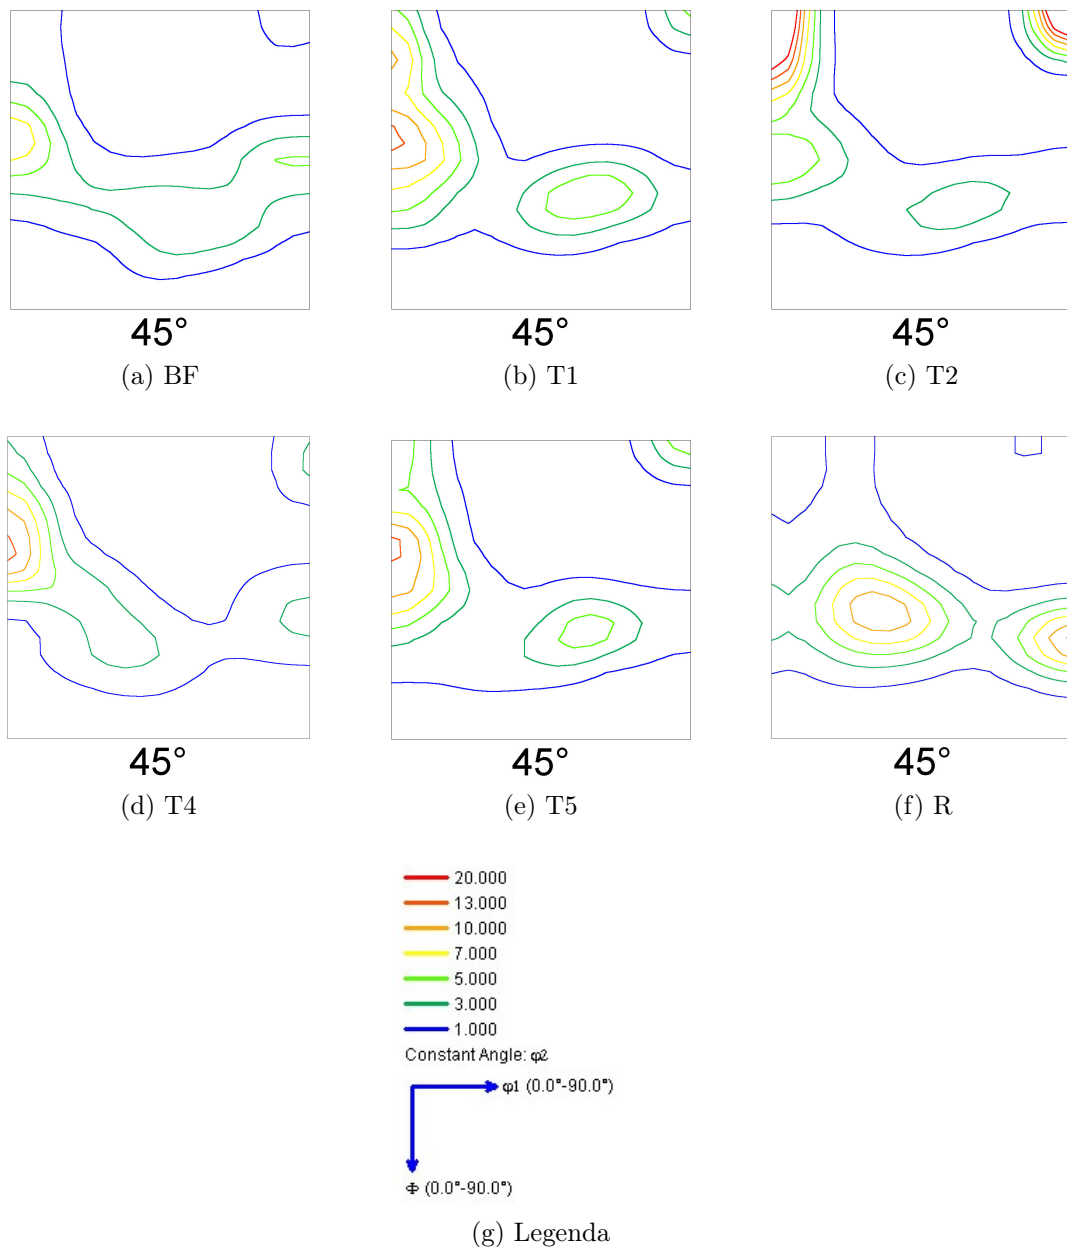 45°
45°
45°
(a) BF
(b) T1
(c) T2
45°
45°
45°
(d) T4
(e) T5
(f) R
20.000
13.000
10.000
7.000
5.000
3.000
1.000
Constant Angle: φ2
φ1 (0.0°-90.0°)
Φ (0.0°-90.0°)
(g) Legenda